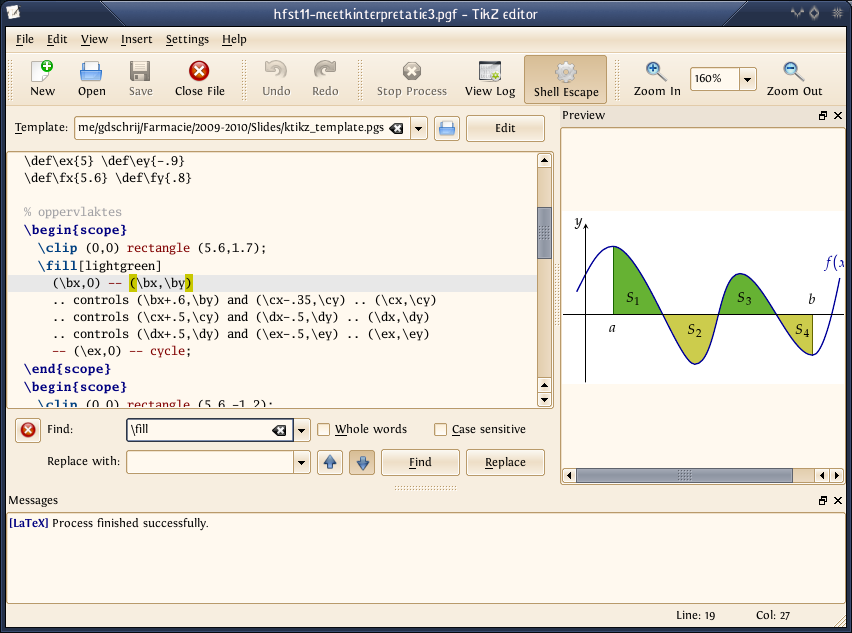 hfst11-meetkinterpretatie3.pgf - TikZ editor
File Edit View Insert Settings Help
New Open Save Close File Undo Redo Stop Process View Log Shell Escape Zoom In 160% Zoom Out
Template: me/gdschrij/Farmacie/2009-2010/Slides/ktikz_template.pgs Edit
\def\ex{5} \def\ey{-.9}
\def\fx{5.6} \def\fy{.8}
% oppervlaktes
\begin{scope}
\clip (0,0) rectangle (5.6,1.7);
\fill[lightgreen]
(\bx,0) -- (\bx,\by)
.. controls (\bx+.6,\by) and (\cx-.35,\cy) .. (\cx,\cy)
.. controls (\cx+.5,\cy) and (\dx-.5,\dy) .. (\dx,\dy)
.. controls (\dx+.5,\dy) and (\ex-.5,\ey) .. (\ex,\ey)
-- (\ex,0) -- cycle;
\end{scope}
\begin{scope}
\clip (0,0) rectangle (5.6,-1.2);
Find: \fill Whole words Case sensitive
Replace with: Find Replace
Preview
y
f(x
S1 S3 b
a S2 S4
Messages
[LaTeX] Process finished successfully.
Line: 19 Col: 27